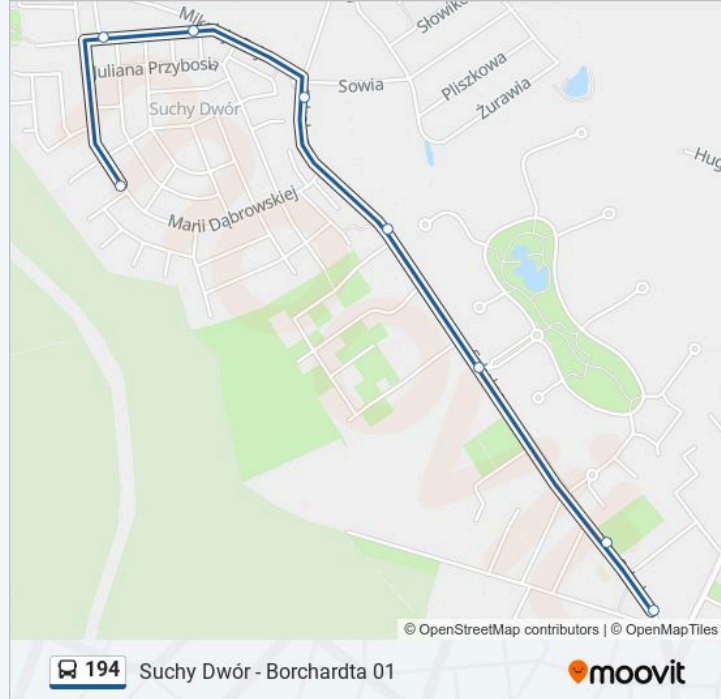 Słowik
Juliana Przybosia
Sowia
Pliszkowa
Suchy Dwór
Żurawia
Hug
Marii Dąbrowskiej
© OpenStreetMap contributors | © OpenMapTiles
194 Suchy Dwór - Borchardta 01
moovit